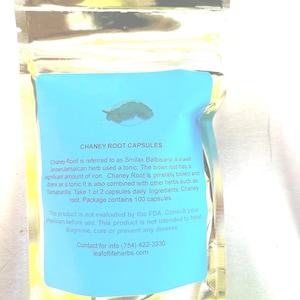 CHANEY ROOT CAPSULES
Chaney Root is referred to as Smilax Balbisana is a well
brown/Jamaican herb used a tonic. The brown root has a
significant amount of iron. Chaney Root is generally boiled and
drank as a tonic It is also combined with other herbs such as
Sarsaparilla. Take 1 or 2 capsules daily. Ingredients: Chaney
root. Package contains 100 capsules
The product is not evaluated by the FDA. Consult your
physician before use. This product is not intended to treat
diagnose, cure or prevent any disease.
Contact for info (754) 422-3330
leafoflifeherbs.com